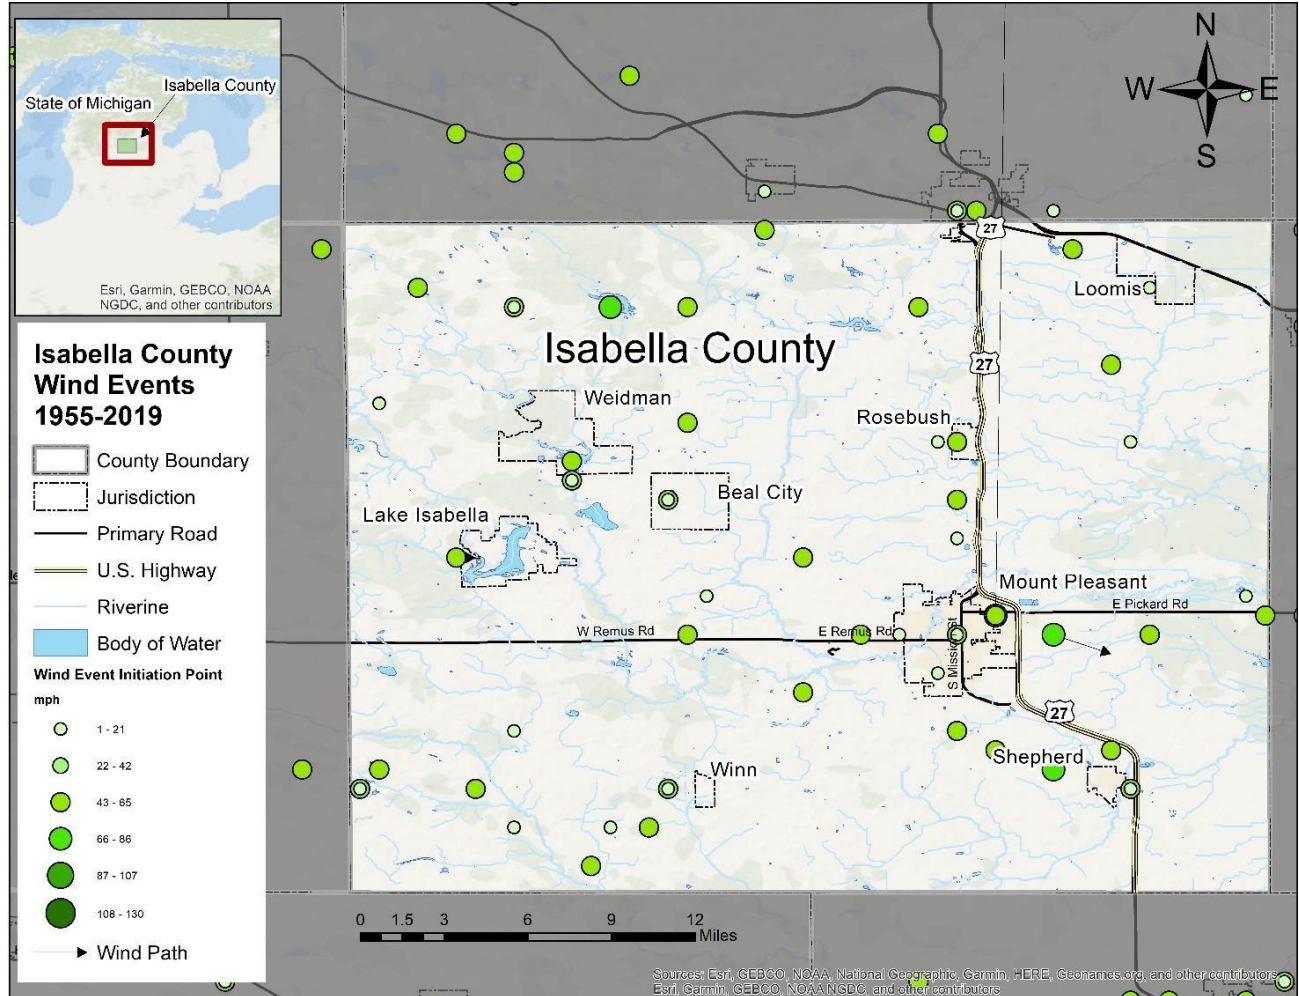 N
W E
S
State of Michigan
Isabella County
Esri, Garmin, GEBCO, NOAA
NGDC, and other contributors
27
Loomis
Isabella County
27
Weidman
Rosebush
Beal City
Lake Isabella
Mount Pleasant
E Pickard Rd
W Remus Rd
E Remus Rd
S Mission St
27
Shepherd
Winn
Isabella County
Wind Events
1955-2019
County Boundary
Jurisdiction
Primary Road
U.S. Highway
Riverine
Body of Water
Wind Event Initiation Point
mph
1 - 21
22 - 42
43 - 65
66 - 86
87 - 107
108 - 130
Wind Path
0 1.5 3 6 9 12
Miles
Sources: Esri, GEBCO, NOAA, National Geographic, Garmin, HERE, Geonames.org, and other contributors
Esri, Garmin, GEBCO, NOAA NGDC, and other contributors